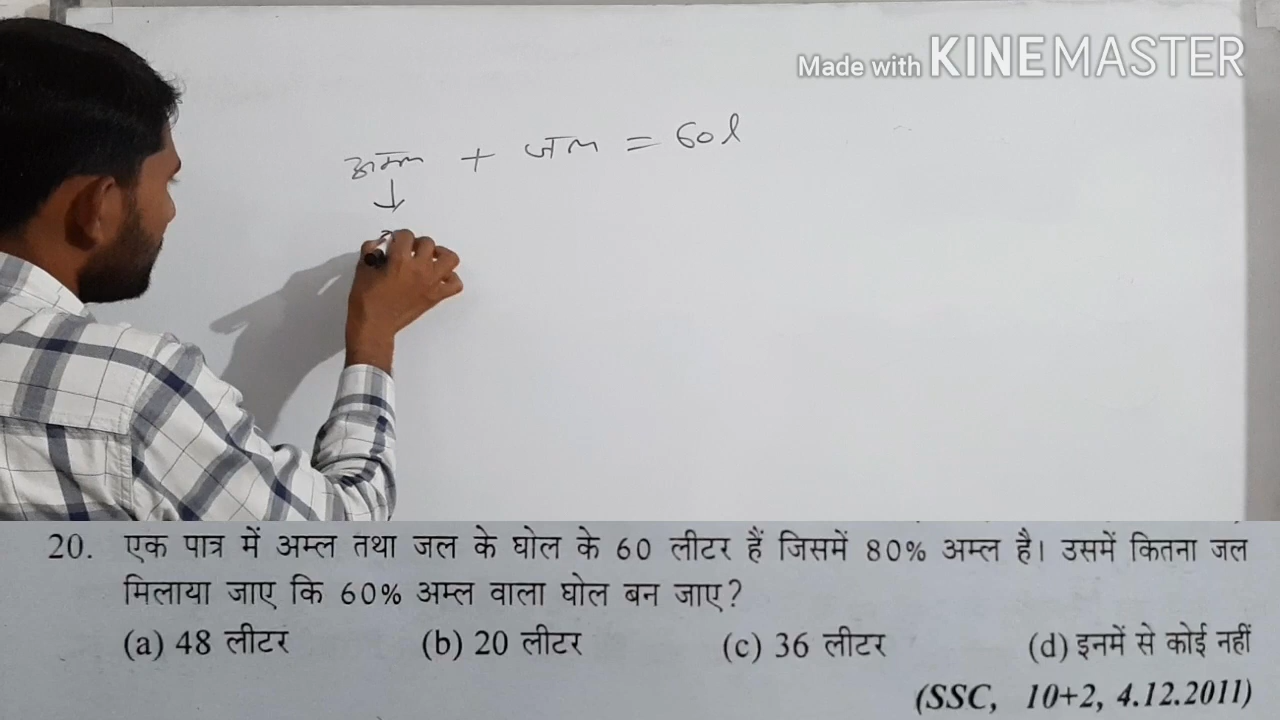 Made with KINEMASTER
अम्ल + जल = 60l
20. एक पात्र में अम्ल तथा जल के घोल के 60 लीटर हैं जिसमें 80% अम्ल है। उसमें कितना जल
मिलाया जाए कि 60% अम्ल वाला घोल बन जाए?
(a) 48 लीटर (b) 20 लीटर (c) 36 लीटर (d) इनमें से कोई नहीं
(SSC, 10+2, 4.12.2011)